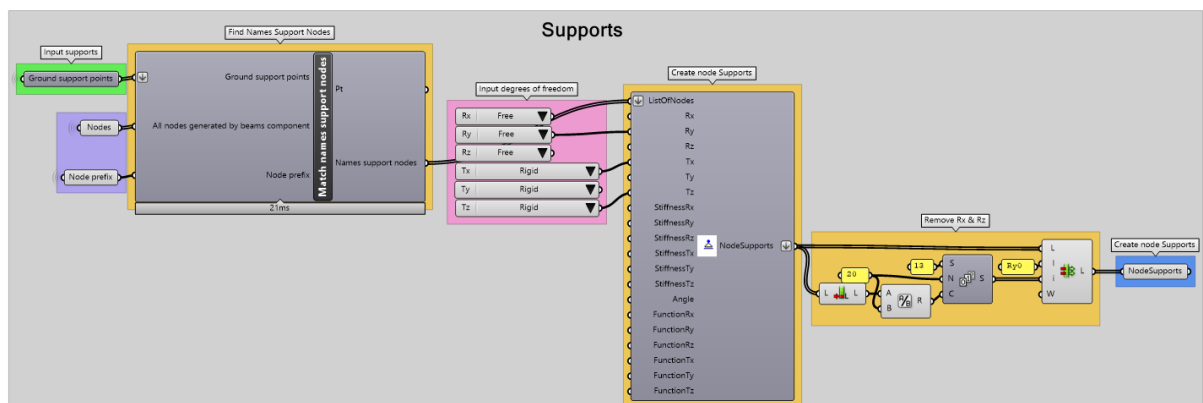 Supports
Input supports
Ground support points
Nodes
Node prefix
Find Names Support Nodes
Ground support points
All nodes generated by beams component
Node prefix
Match names support nodes
Pt
Names support nodes
21ms
Input degrees of freedom
Rx Free
Ry Free
Rz Free
Tx Rigid
Ty Rigid
Tz Rigid
Create node Supports
ListOfNodes
Rx
Ry
Rz
Tx
Ty
Tz
StiffnessRx
StiffnessRy
StiffnessRz
StiffnessTx
StiffnessTy
StiffnessTz
Angle
FunctionRx
FunctionRy
FunctionRz
FunctionTx
FunctionTy
FunctionTz
NodeSupports
Remove Rx & Rz
20
L L
A
B
A/B
R
13
S
N
C
S
Ry0
L
I
i
W
L
Create node Supports
NodeSupports